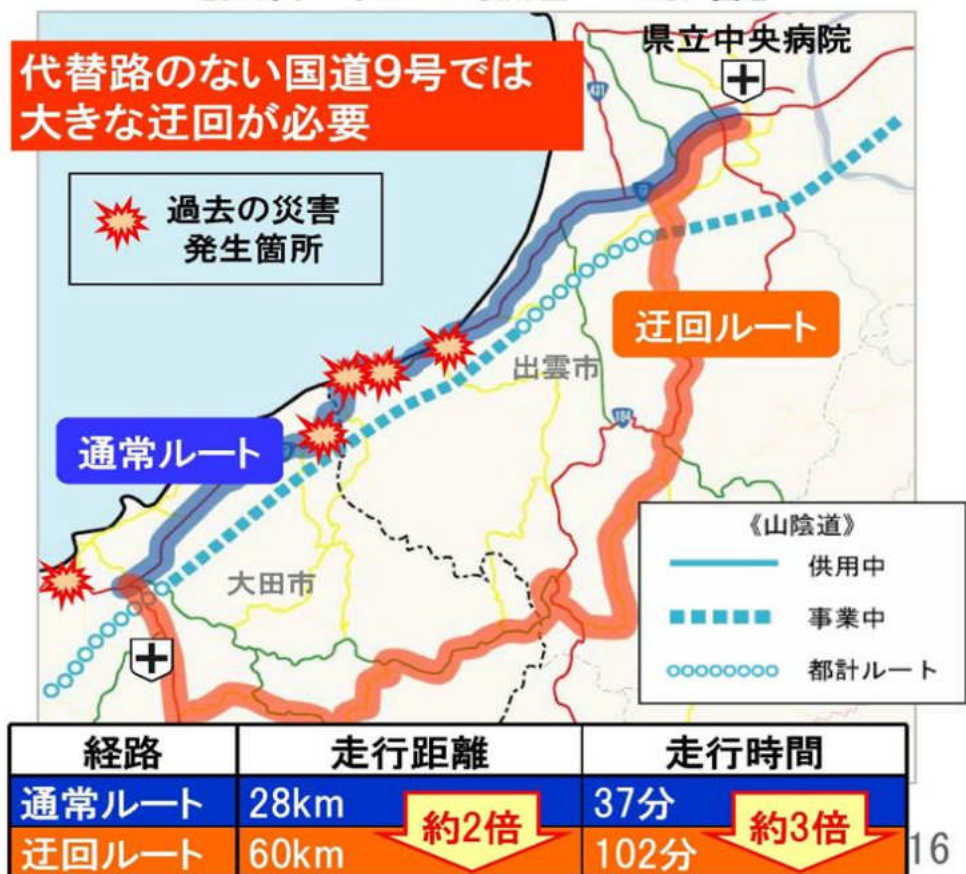 県立中央病院
代替路のない国道9号では
大きな迂回が必要
431
9
過去の災害
発生箇所
迂回ルート
出雲市
184
通常ルート
大田市
《山陰道》
供用中
事業中
都計ルート
経路 走行距離 走行時間
通常ルート 28km 37分
約2倍 約3倍
迂回ルート 60km 102分
16